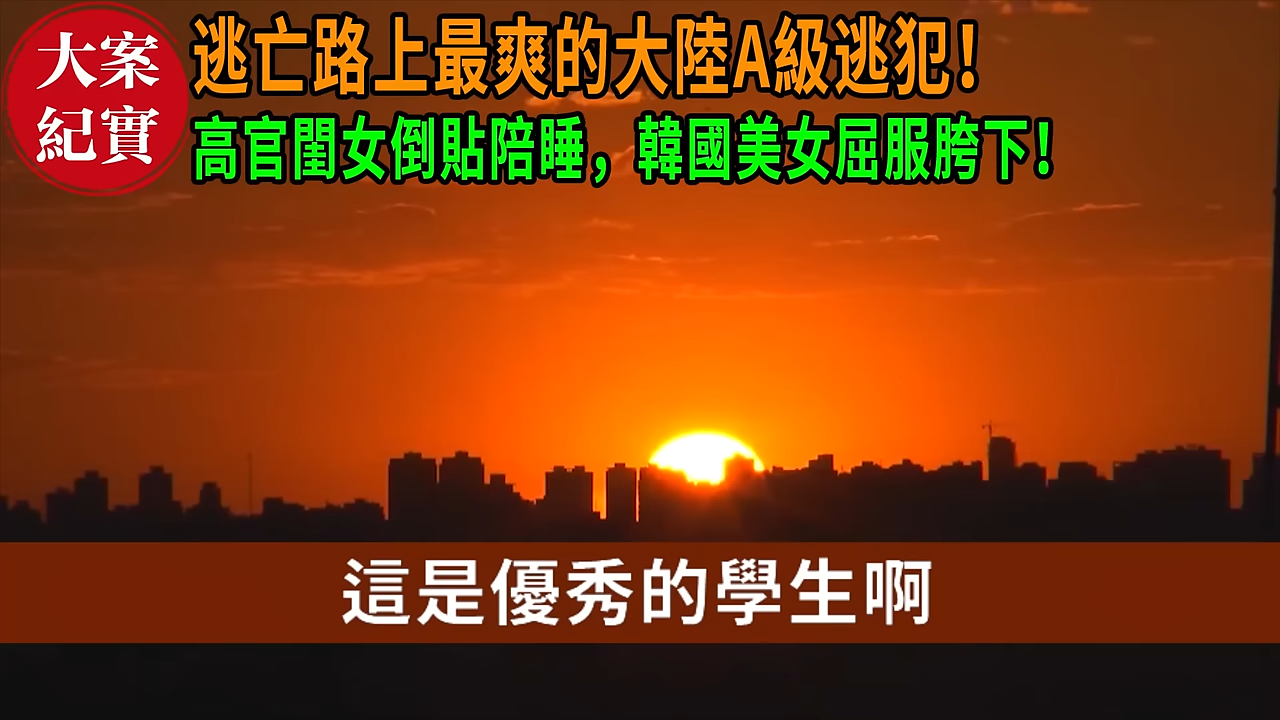 大案
紀實
逃亡路上最爽的大陸A級逃犯！
高官閨女倒貼陪睡，韓國美女屈服胯下！
這是優秀的學生啊